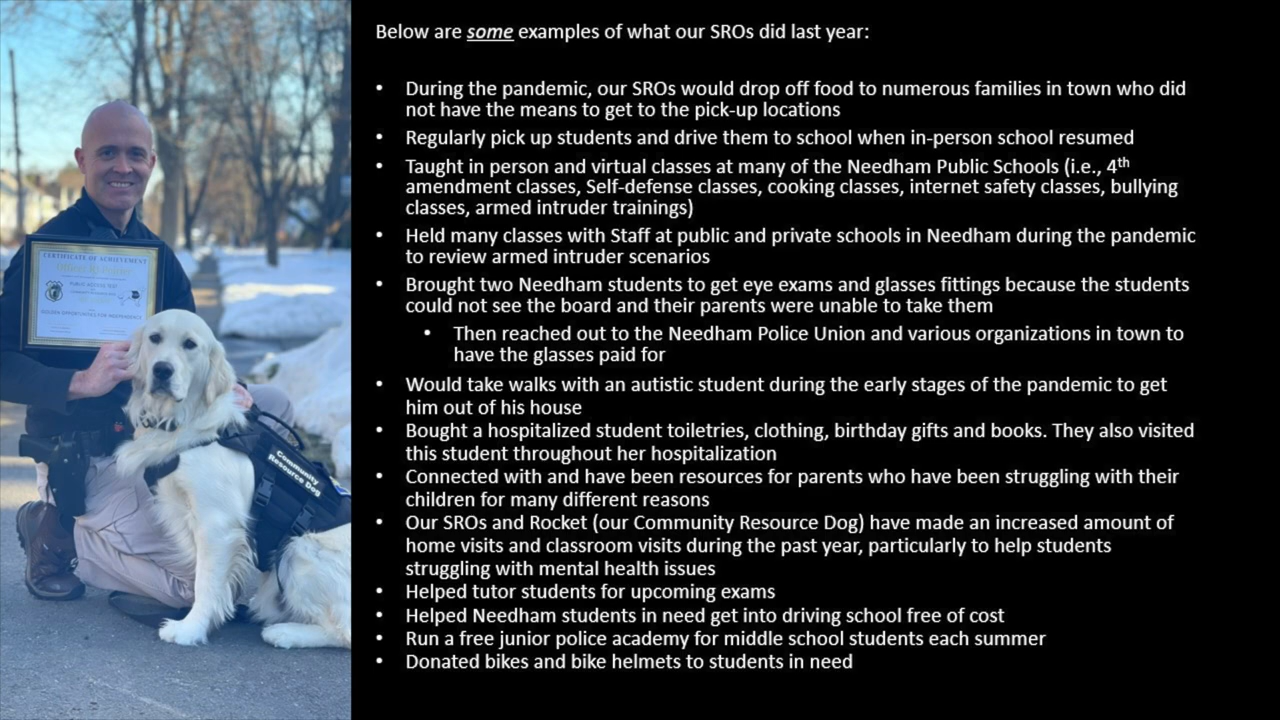 Below are some examples of what our SROs did last year:
• During the pandemic, our SROs would drop off food to numerous families in town who did
not have the means to get to the pick-up locations
• Regularly pick up students and drive them to school when in-person school resumed
• Taught in person and virtual classes at many of the Needham Public Schools (i.e., 4th
amendment classes, Self-defense classes, cooking classes, internet safety classes, bullying
classes, armed intruder trainings)
• Held many classes with Staff at public and private schools in Needham during the pandemic
to review armed intruder scenarios
• Brought two Needham students to get eye exams and glasses fittings because the students
could not see the board and their parents were unable to take them
• Then reached out to the Needham Police Union and various organizations in town to
have the glasses paid for
• Would take walks with an autistic student during the early stages of the pandemic to get
him out of his house
• Bought a hospitalized student toiletries, clothing, birthday gifts and books. They also visited
this student throughout her hospitalization
• Connected with and have been resources for parents who have been struggling with their
children for many different reasons
• Our SROs and Rocket (our Community Resource Dog) have made an increased amount of
home visits and classroom visits during the past year, particularly to help students
struggling with mental health issues
• Helped tutor students for upcoming exams
• Helped Needham students in need get into driving school free of cost
• Run a free junior police academy for middle school students each summer
• Donated bikes and bike helmets to students in need
CERTIFICATE OF ACHIEVEMENT
PUBLIC ACCESS TEST
GOLDEN OPPORTUNITIES FOR INDEPENDENCE
Community
Resource Dog